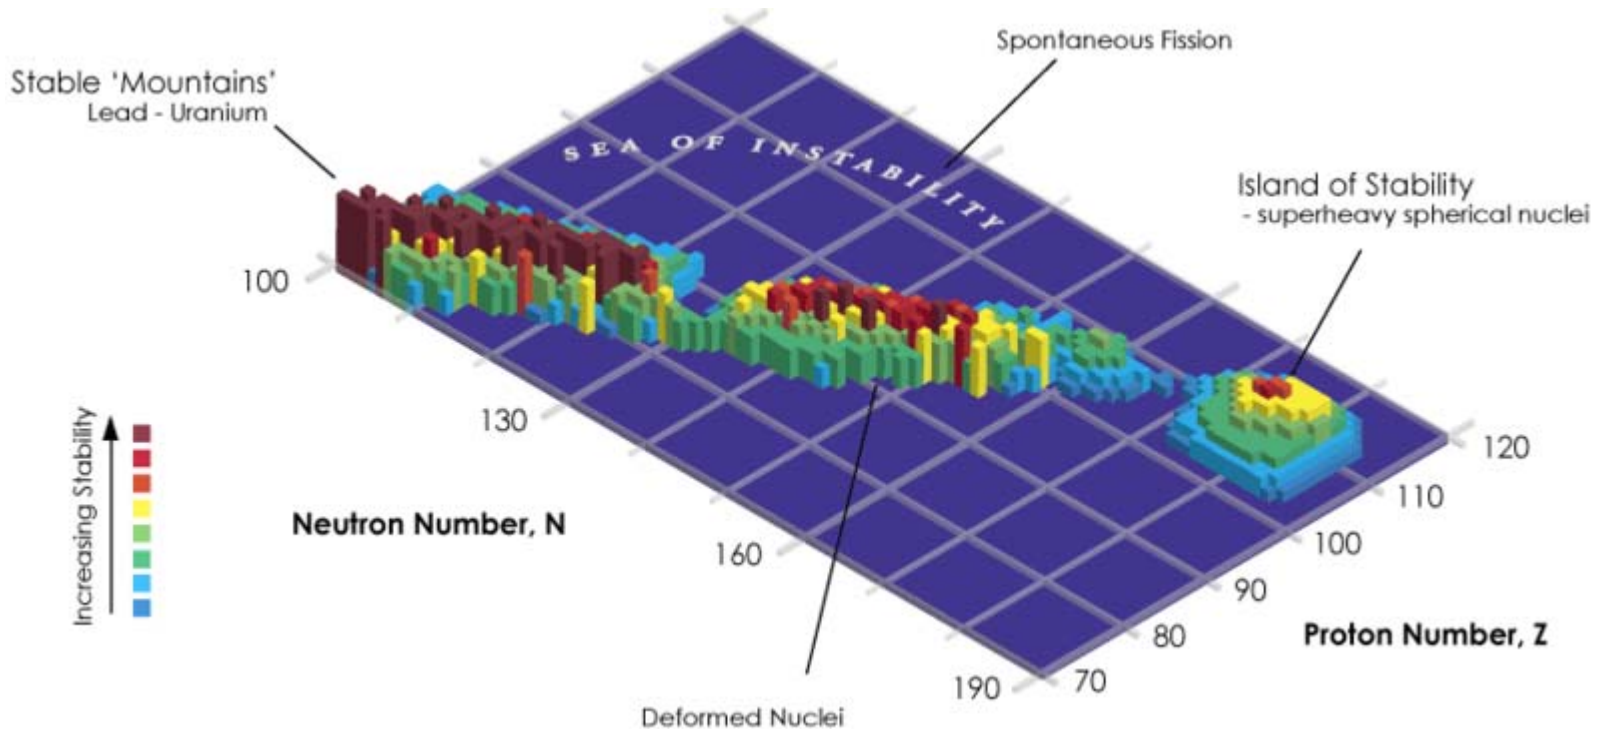 Spontaneous Fission
Stable ‘Mountains’
Lead - Uranium
SEA OF INSTABILITY
Island of Stability
- superheavy spherical nuclei
100
130
160
190
120
110
100
90
80
70
Increasing Stability
Neutron Number, N
Proton Number, Z
Deformed Nuclei